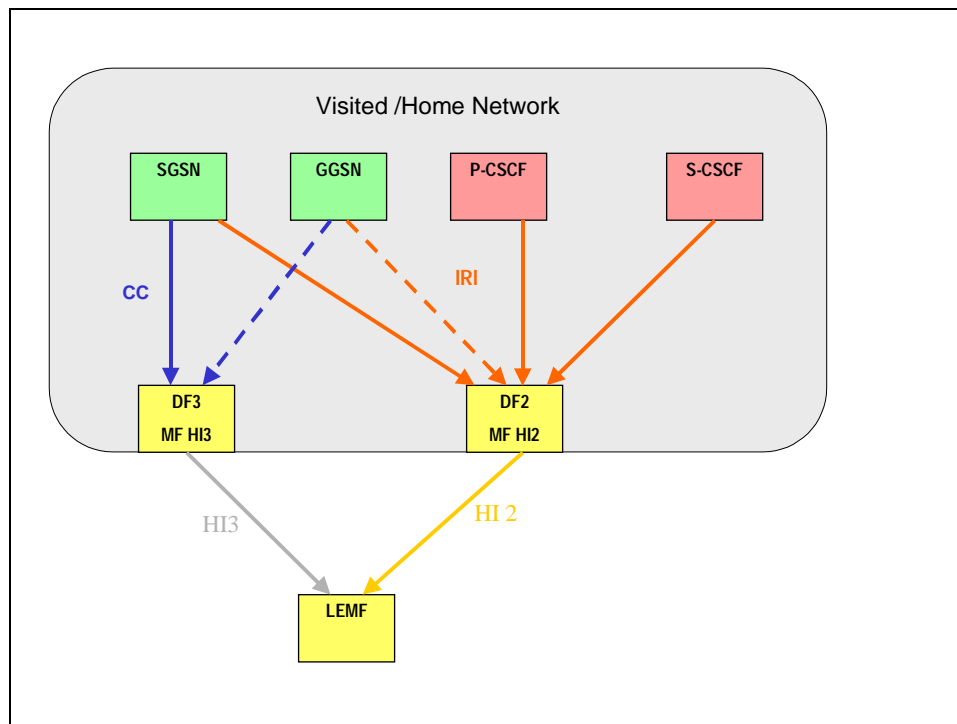 Visited /Home Network
SGSN
GGSN
P-CSCF
S-CSCF
CC
IRI
DF3
MF HI3
DF2
MF HI2
HI3
HI 2
LEMF